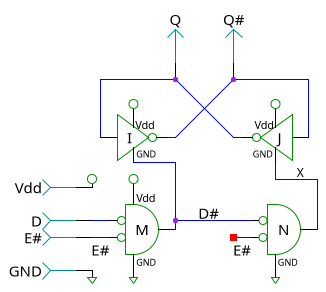 Q Q#
I Vdd Vdd J
GND GND
X
Vdd Vdd
D D#
E# M N
E# E#
GND GND GND